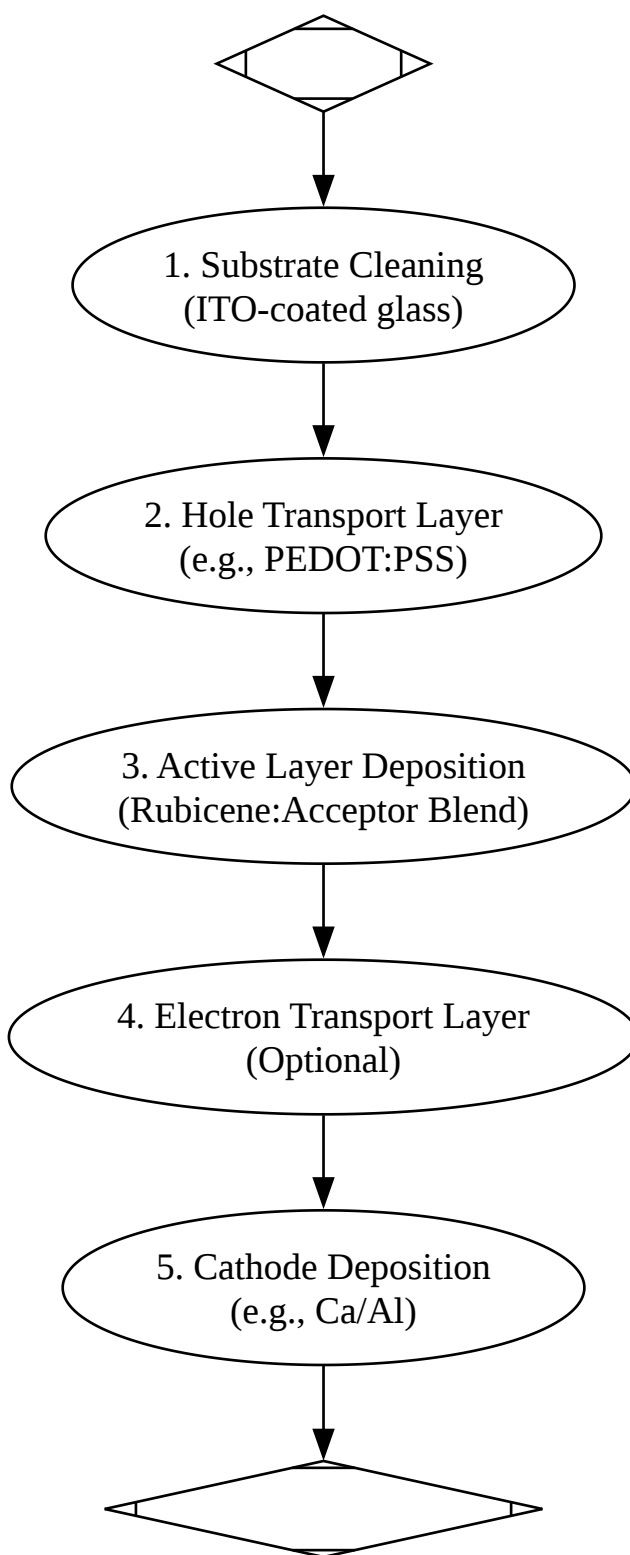 1. Substrate Cleaning
(ITO-coated glass)
2. Hole Transport Layer
(e.g., PEDOT:PSS)
3. Active Layer Deposition
(Rubicene:Acceptor Blend)
4. Electron Transport Layer
(Optional)
5. Cathode Deposition
(e.g., Ca/Al)